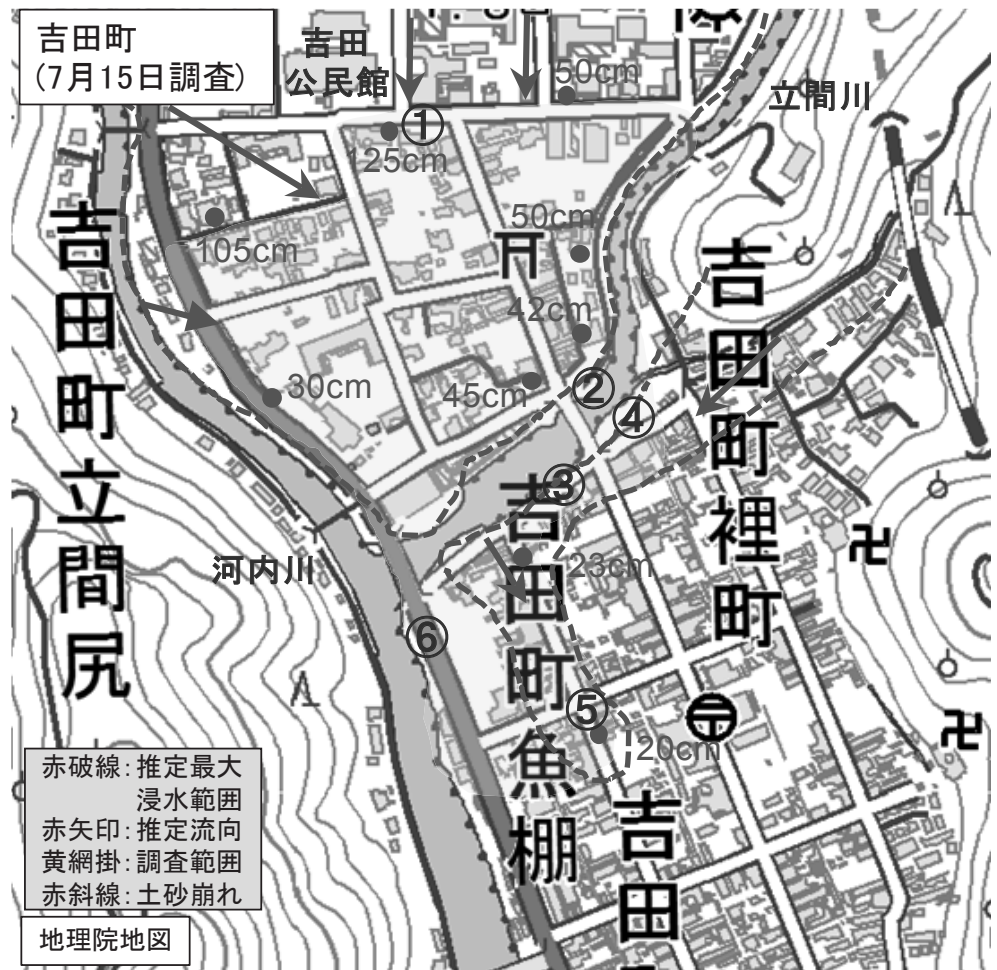 吉田町
(7月15日調査)
吉田
公民館
50cm
立間川
①
125cm
105cm
50cm
42cm
45cm
30cm
②
④
③
23cm
⑥
⑤
20cm
河内川
吉田町立間尻
吉田町裡町
吉田町魚棚
吉田
赤破線:推定最大
浸水範囲
赤矢印:推定流向
黄網掛:調査範囲
赤斜線:土砂崩れ
地理院地図